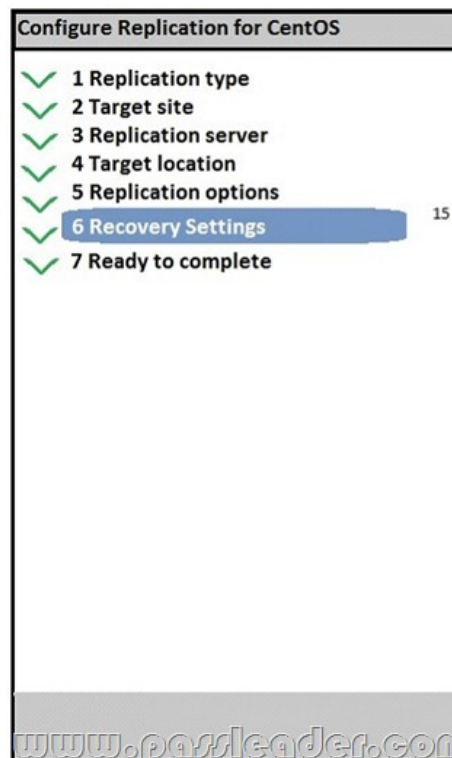 Configure Replication for CentOS
1 Replication type
2 Target site
3 Replication server
4 Target location
5 Replication options
6 Recovery Settings
15
7 Ready to complete
www.passleader.com